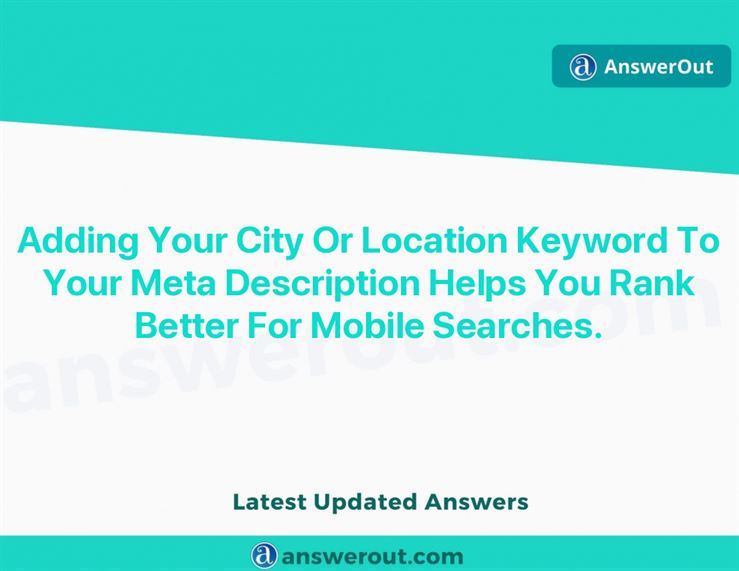 AnswerOut
Adding Your City Or Location Keyword To
Your Meta Description Helps You Rank
Better For Mobile Searches.
answerout.com
Latest Updated Answers
answerout.com